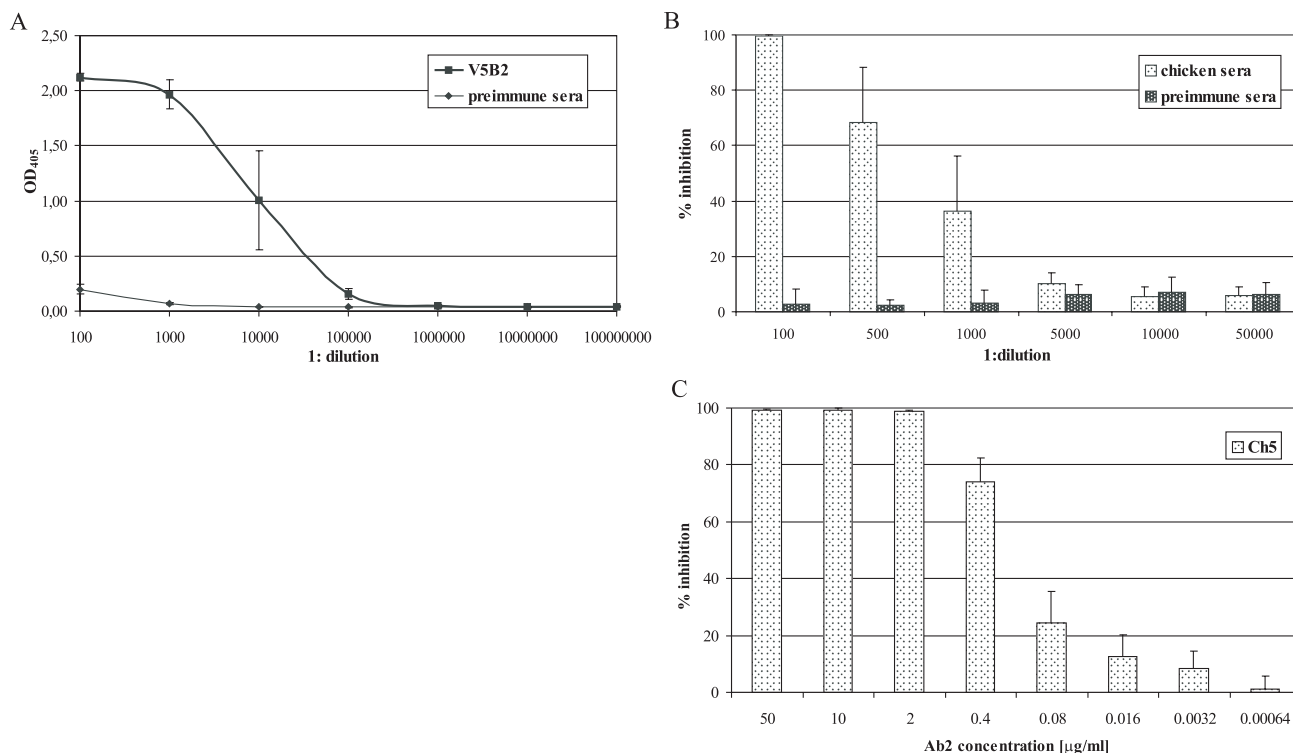 A
2,50
2,00
1,50
1,00
0,50
0,00
OD405
V5B2
preimmune sera
100 1000 10000 100000 1000000 10000000 100000000
1: dilution
B
100
80
60
40
20
0
% inhibition
chicken sera
preimmune sera
100 500 1000 5000 10000 50000
1:dilution
C
100
80
60
40
20
0
% inhibition
Ch5
50 10 2 0.4 0.08 0.016 0.0032 0.00064
Ab2 concentration [µg/ml]